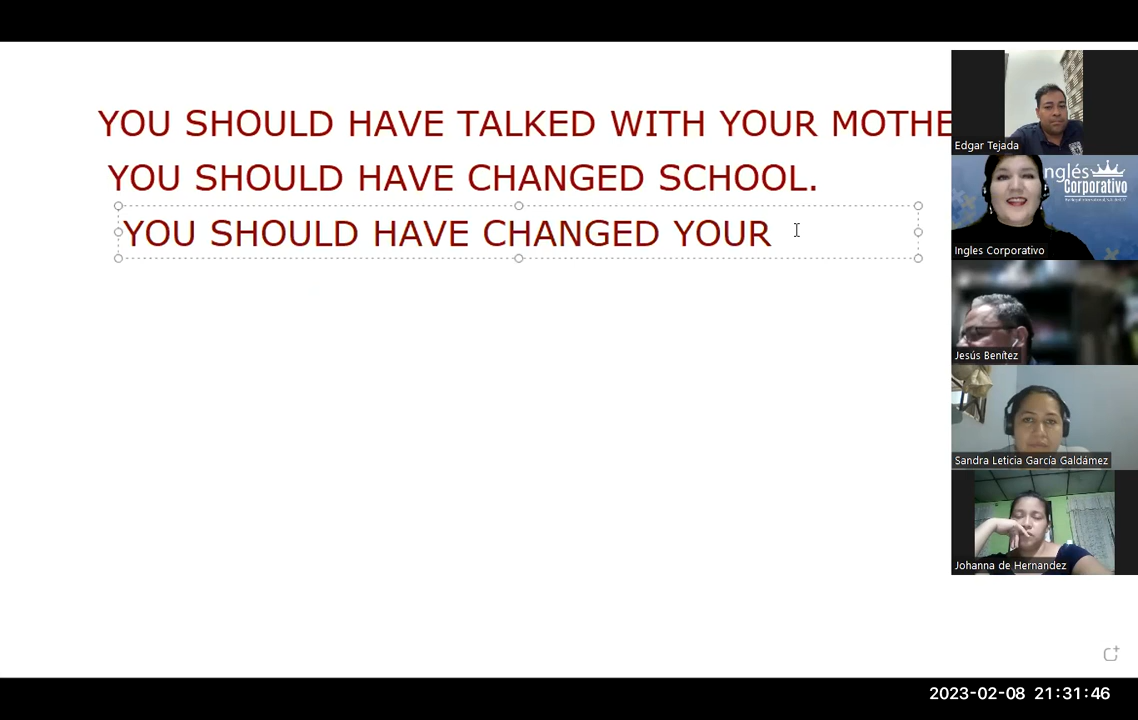 YOU SHOULD HAVE TALKED WITH YOUR MOTHE
YOU SHOULD HAVE CHANGED SCHOOL.
YOU SHOULD HAVE CHANGED YOUR
Edgar Tejada
nglés
Corporativo
Ingles Corporativo
Jesús Benítez
Sandra Leticia García Galdámez
Johanna de Hernandez
2023-02-08 21:31:46